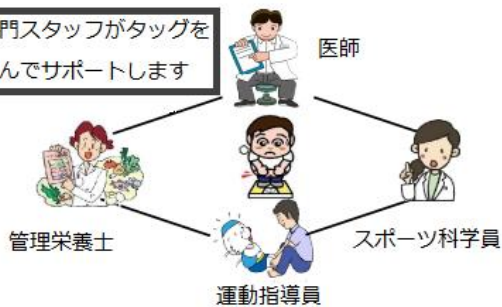 門スタッフがタッグを
んでサポートします
医師
管理栄養士
スポーツ科学員
運動指導員